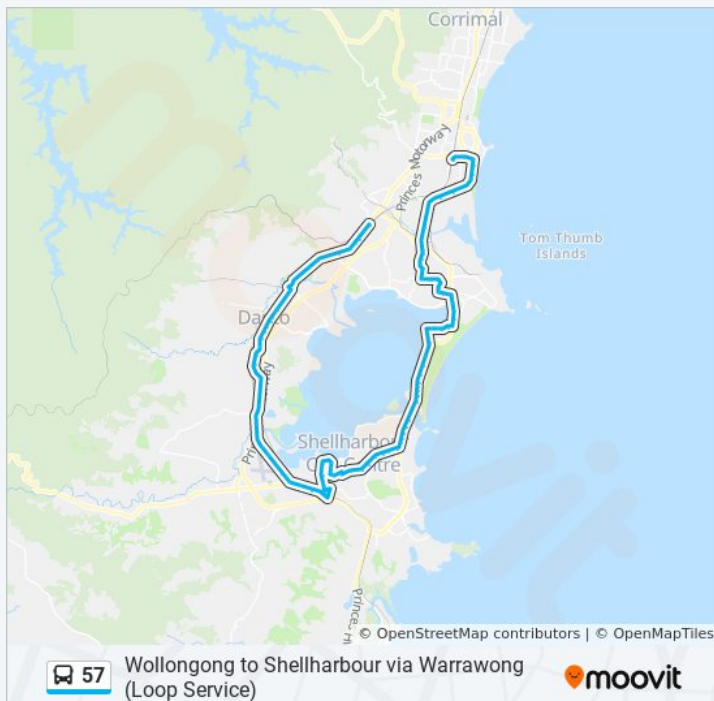 Corrimal
Princes Motorway
Tom Thumb
Islands
Dapto
Shellharbour
City Centre
© OpenStreetMap contributors | © OpenMapTiles
57
Wollongong to Shellharbour via Warrawong
(Loop Service)
moovit